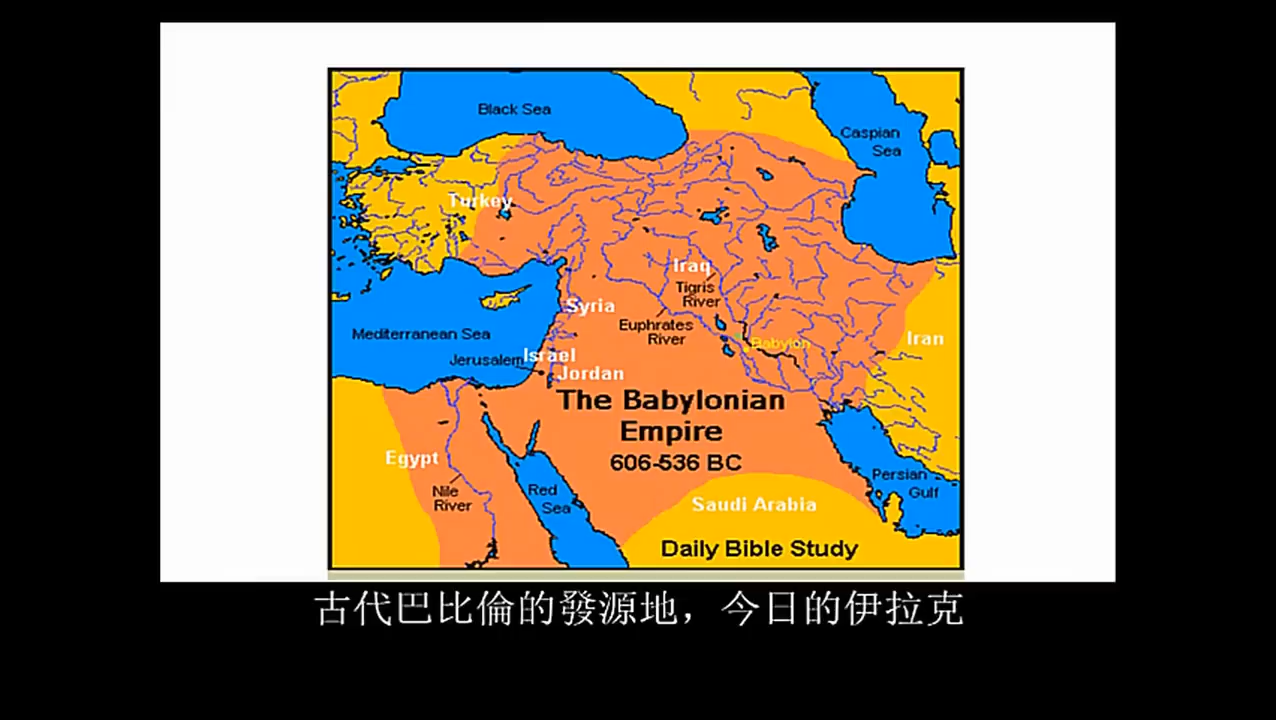 Black Sea
Caspian
Sea
Turkey
Iraq
Tigris
River
Syria
Euphrates
River
Mediterranean Sea
Babylon
Iran
Jerusalem
Israel
Jordan
The Babylonian
Empire
606-536 BC
Egypt
Nile
River
Red
Sea
Persian
Gulf
Saudi Arabia
Daily Bible Study
古代巴比倫的發源地，今日的伊拉克